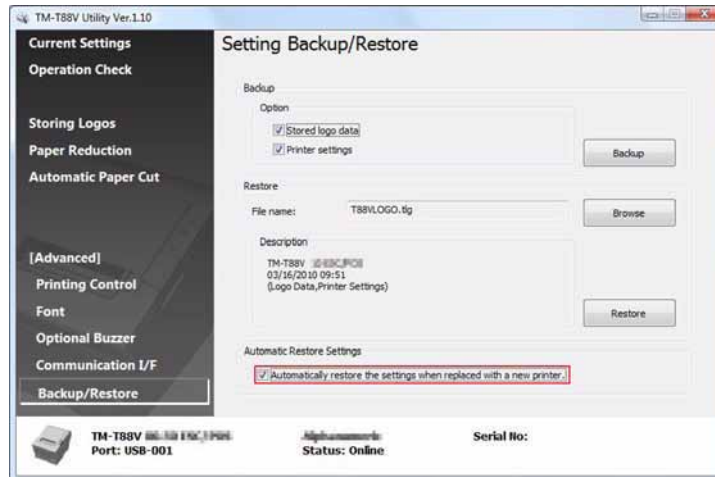 TM-T88V Utility Ver.1.10
Current Settings
Operation Check
Storing Logos
Paper Reduction
Automatic Paper Cut
[Advanced]
Printing Control
Font
Optional Buzzer
Communication I/F
Backup/Restore
Setting Backup/Restore
Backup
Option
Stored logo data
Printer settings
Backup
Restore
File name: T88VLOGO.tlg Browse
Description
TM-T88V
03/16/2010 09:51
(Logo Data,Printer Settings)
Restore
Automatic Restore Settings
Automatically restore the settings when replaced with a new printer.
TM-T88V Serial No:
Port: USB-001 Status: Online